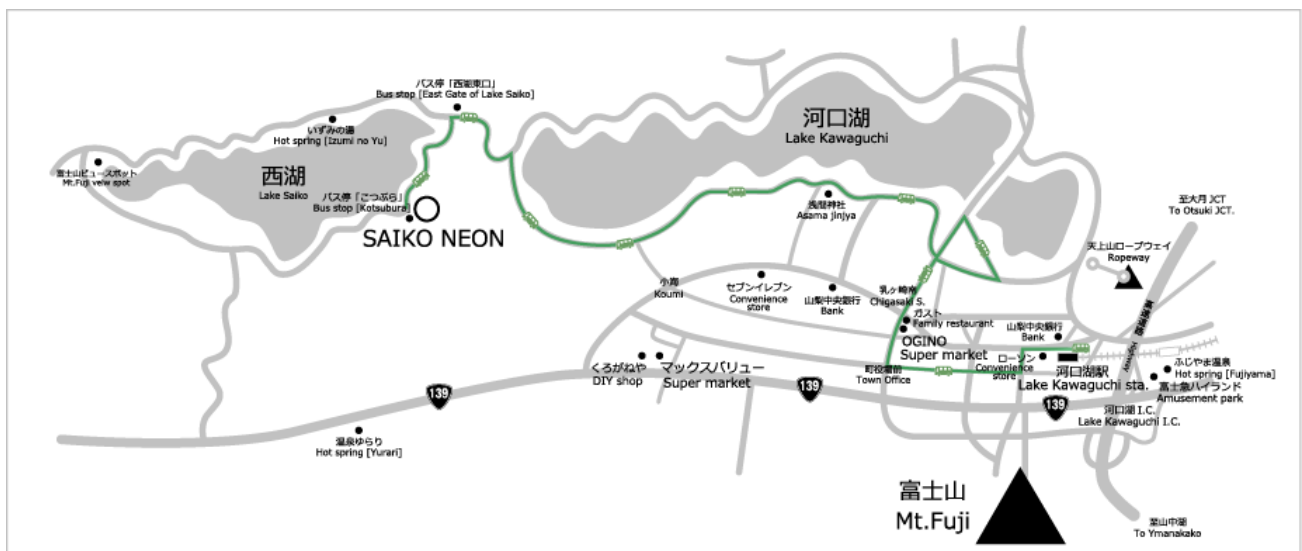 バス停「西湖東口」
Bus stop [East Gate of Lake Saiko]
いずみの湯
Hot spring [Izumi no Yu]
富士山ビュースポット
Mt.Fuji veiw spot
西湖
Lake Saiko
バス停「こつぶら」
Bus stop [Kotsubura]
SAIKO NEON
河口湖
Lake Kawaguchi
浅間神社
Asama jinjya
至大月 JCT
To Otsuki JCT.
天上山ロープウェイ
Ropeway
小海
Koumi
セブンイレブン
Convenience
store
山梨中央銀行
Bank
乳ヶ崎南
Chigasaki S.
ガスト
Family restaurant
OGINO
Super market
山梨中央銀行
Bank
ローソン
Convenience
store
河口湖駅
Lake Kawaguchi sta.
Highway
ふじやま温泉
Hot spring [Fujiyama]
富士急ハイランド
Amusement park
くろがねや
DIY shop
マックスバリュー
Super market
町役場前
Town Office
139
139
139
河口湖 I.C.
Lake Kawaguchi I.C.
温泉ゆらり
Hot spring [Yurari]
富士山
Mt.Fuji
至山中湖
To Ymanakako